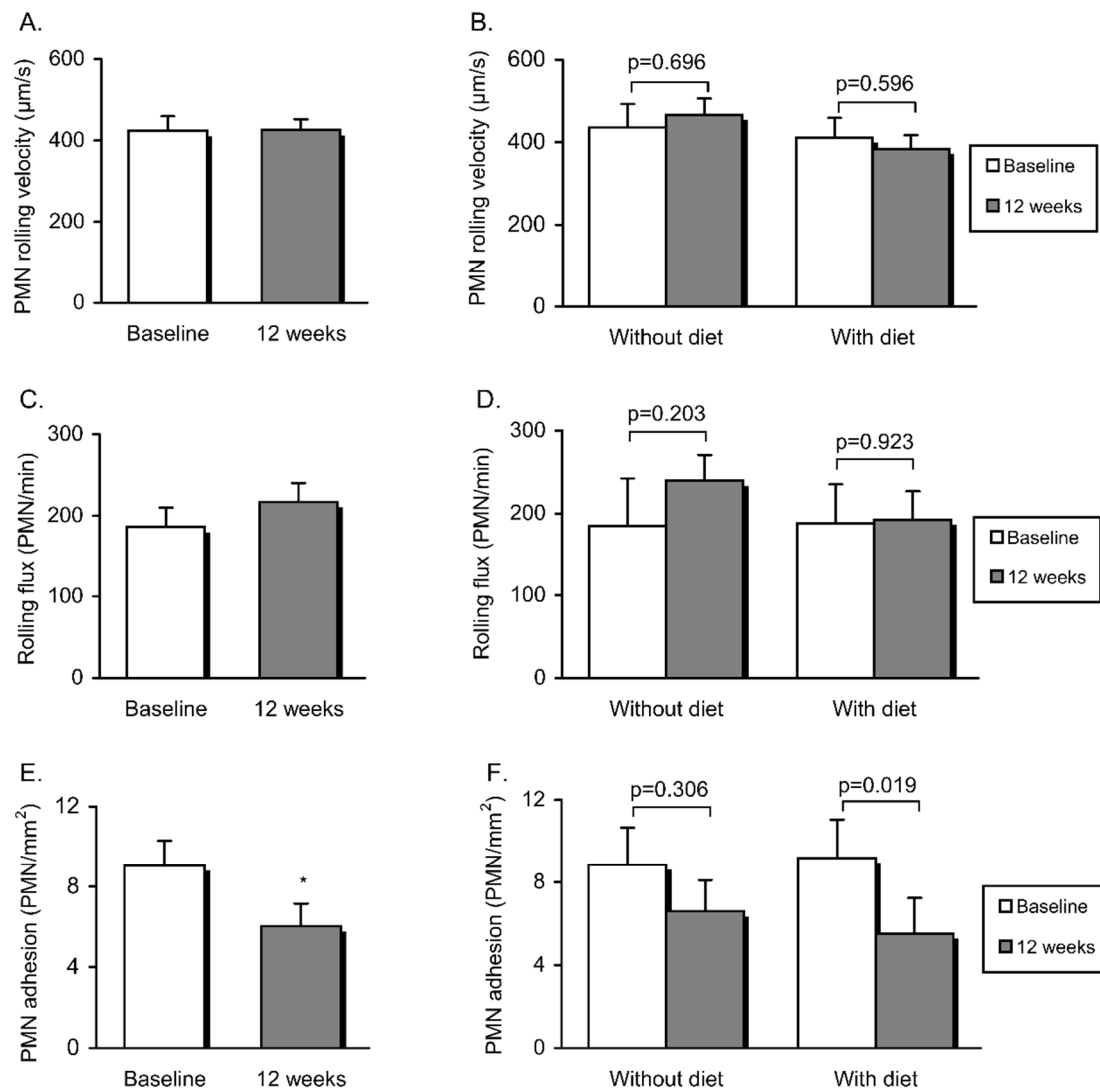 A.
PMN rolling velocity (µm/s)
600
400
200
0
Baseline
12 weeks
B.
PMN rolling velocity (µm/s)
600
400
200
0
p=0.696
p=0.596
Without diet
With diet
Baseline
12 weeks
C.
Rolling flux (PMN/min)
300
200
100
0
Baseline
12 weeks
D.
Rolling flux (PMN/min)
300
200
100
0
p=0.203
p=0.923
Without diet
With diet
Baseline
12 weeks
E.
PMN adhesion (PMN/mm²)
12
9
6
3
0
*
Baseline
12 weeks
F.
PMN adhesion (PMN/mm²)
12
8
4
0
p=0.306
p=0.019
Without diet
With diet
Baseline
12 weeks